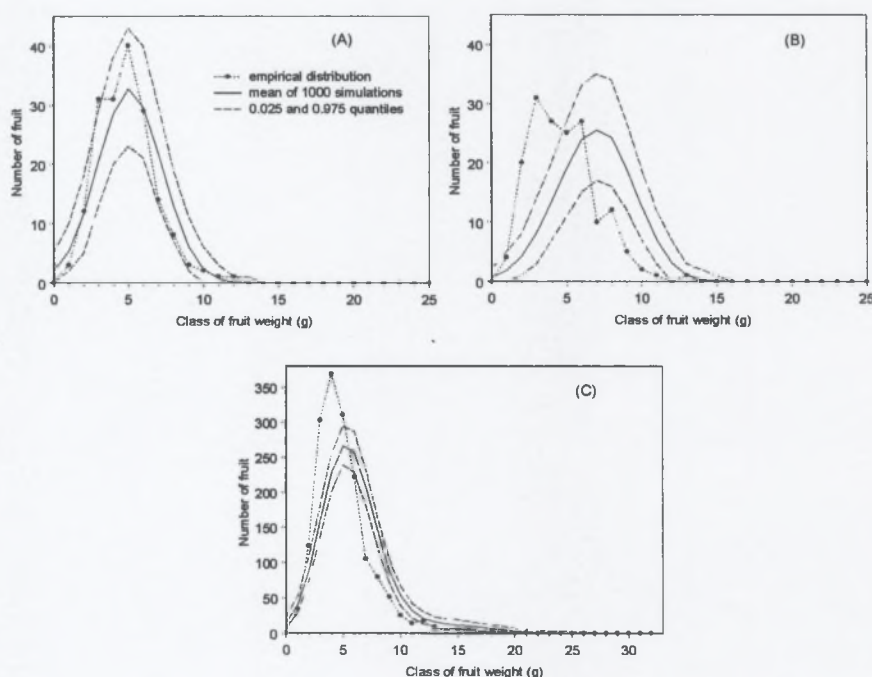 (A)
empirical distribution
mean of 1000 simulations
0.025 and 0.975 quantiles
Number of fruit
40
30
20
10
0
0 5 10 15 20 25
Class of fruit weight (g)
(B)
Number of fruit
40
30
20
10
0
0 5 10 15 20 25
Class of fruit weight (g)
(C)
Number of fruit
350
300
250
200
150
100
50
0
0 5 10 15 20 25 30
Class of fruit weight (g)